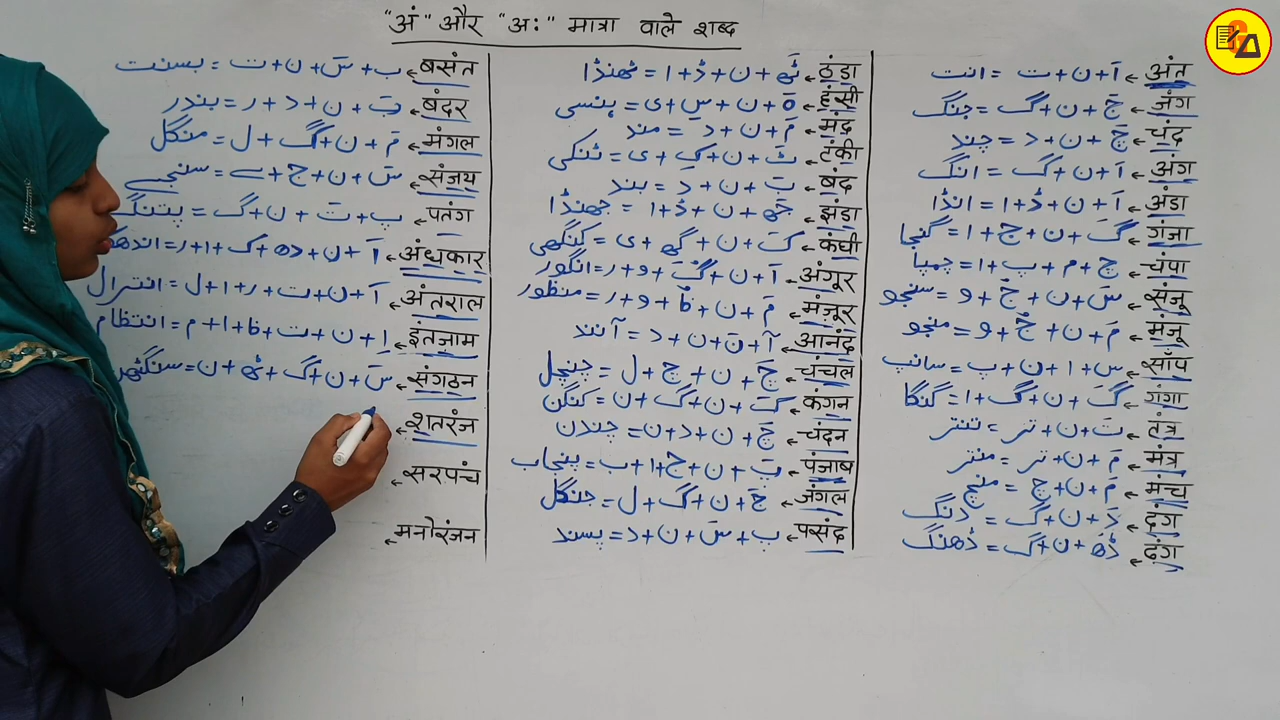 "अं" और "अः" मात्रा वाले शब्द
अंत ← اَ + ن + ت = انت
जंग ← جَ + ن + گ = جنگ
चंद ← چَ + ن + د = چند
अंग ← اَ + ن + گ = انگ
अंडा ← اَ + ن + ڈ + ا = انڈا
गंजा ← گَ + ن + ج + ا = گنجا
चंपा ← چ + م + پ + ا = چمپا
संजू ← سَ + ن + جَ + و = سنجو
मंजू ← مَ + ن + جُ + و = منجو
साँप ← س + ا + ن + پ = سانپ
गंगा ← گَ + ن + گ + ا = گنگا
तंत्र ← تَ + ن + تر = تنتر
मंत्र ← مَ + ن + تر = منتر
मंच ← مَ + ن + چ = منچ
दंग ← دَ + ن + گ = دنگ
ढंग ← ڈَھ + ن + گ = ڈھنگ
ठंडा ← ٹھَ + ن + ڈ + ا = ٹھنڈا
हंसी ← ہَ + ن + سِ + ی = ہنسی
मंद ← مَ + ن + د = مند
टंकी ← ٹَ + ن + کِ + ی = ٹنکی
बंद ← بَ + ن + د = بند
झंडा ← جَھ + ن + ڈ + ا = جھنڈا
कंघी ← کَ + ن + گھ + ی = کنگھی
अंगूर ← اَ + ن + گُ + و + ر = انگور
मंज़ूर ← مَ + ن + ظ + و + ر = منظور
आनंद ← آ + نَ + ن + د = آنند
चंचल ← چَ + ن + چ + ل = چنچل
कंगन ← کَ + ن + گ + ن = کنگن
चंदन ← چَ + ن + د + ن = چندن
पंजाब ← پَ + ن + ج + ا + ب = پنجاب
जंगल ← جَ + ن + گ + ل = جنگل
पसंद ← پ + سَ + ن + د = پسند
बसंत ← ب + سَ + ن + ت = بسنت
बंदर ← بَ + ن + د + ر = بندر
मंगल ← مَ + ن + گ + ل = منگل
संजय ← سَ + ن + ج + ے = سنجے
पतंग ← پ + تَ + ن + گ = پتنگ
अंधकार ← اَ + ن + دھ + ک + ا + ر =
अंतराल ← اَ + ن + ت + ر + ا + ل = انترال
इंतज़ाम ← اِ + ن + ت + ظ + ا + م = انتظام
संगठन ← سَ + ن + گ + ٹھ + ن = سنگٹھن
शतरंज ←
सरपंच ←
मनोरंजन ←